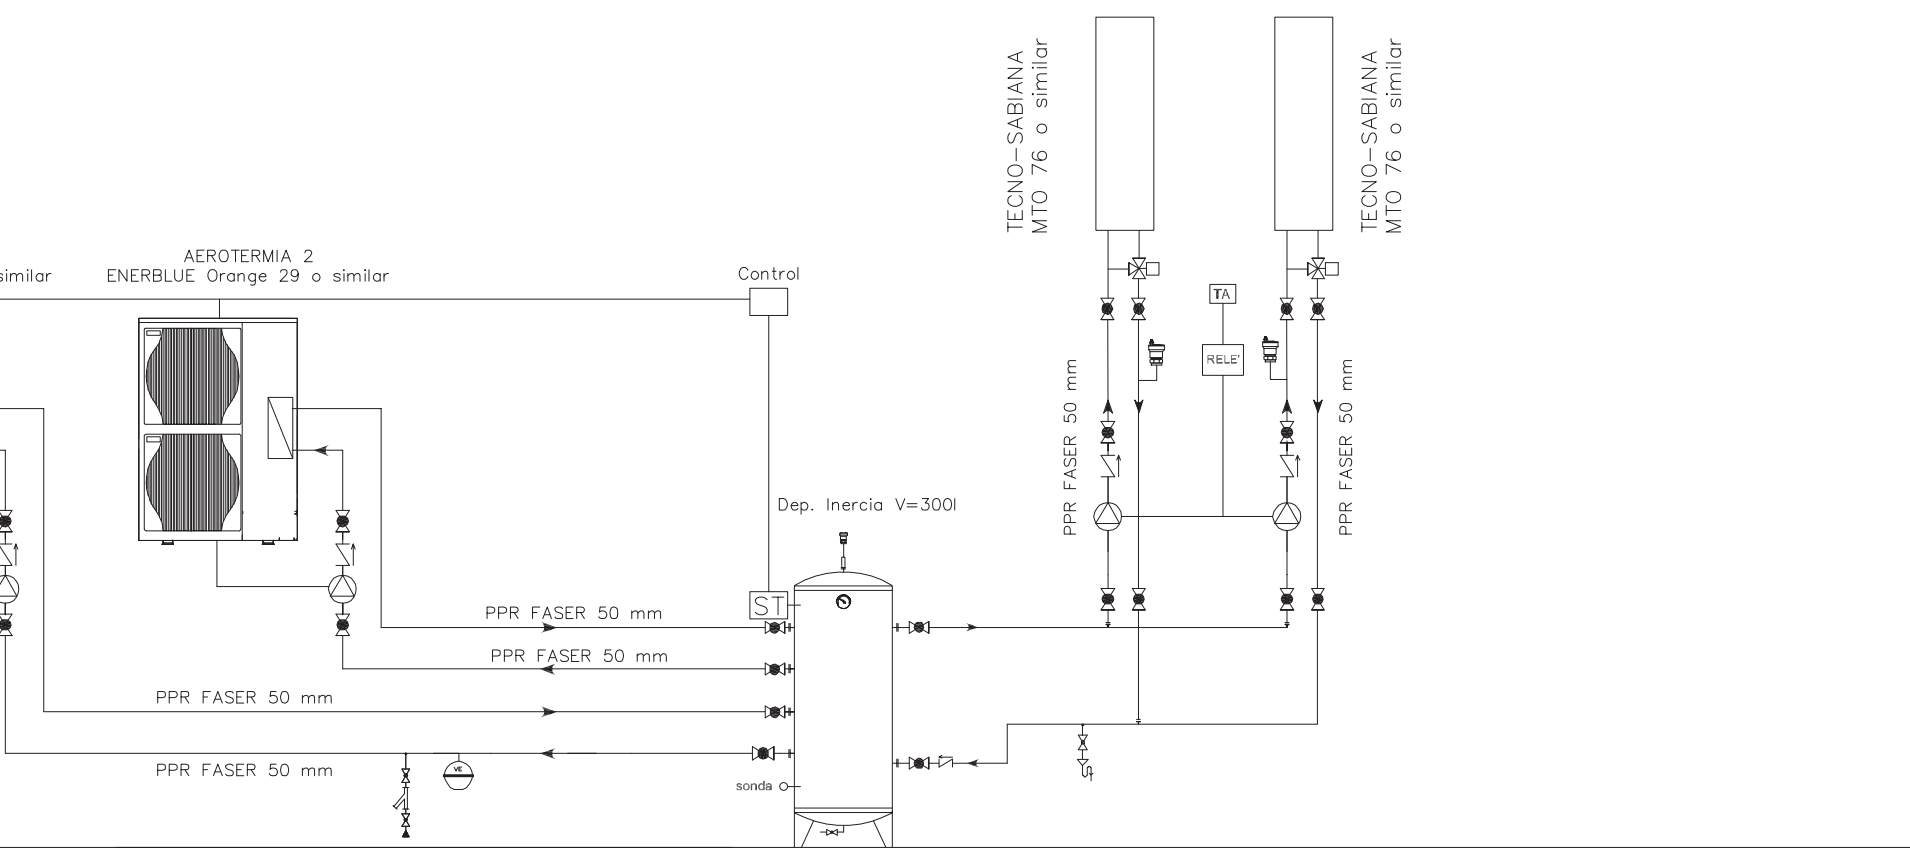 TECNO-SABIANA
MTO 76 o similar
TECNO-SABIANA
MTO 76 o similar
AEROTERMIA 2
similar
ENERBLUE Orange 29 o similar
Control
TA
RELE'
PPR FASER 50 mm
PPR FASER 50 mm
Dep. Inercia V=300l
ST
PPR FASER 50 mm
PPR FASER 50 mm
PPR FASER 50 mm
PPR FASER 50 mm
VE
sonda